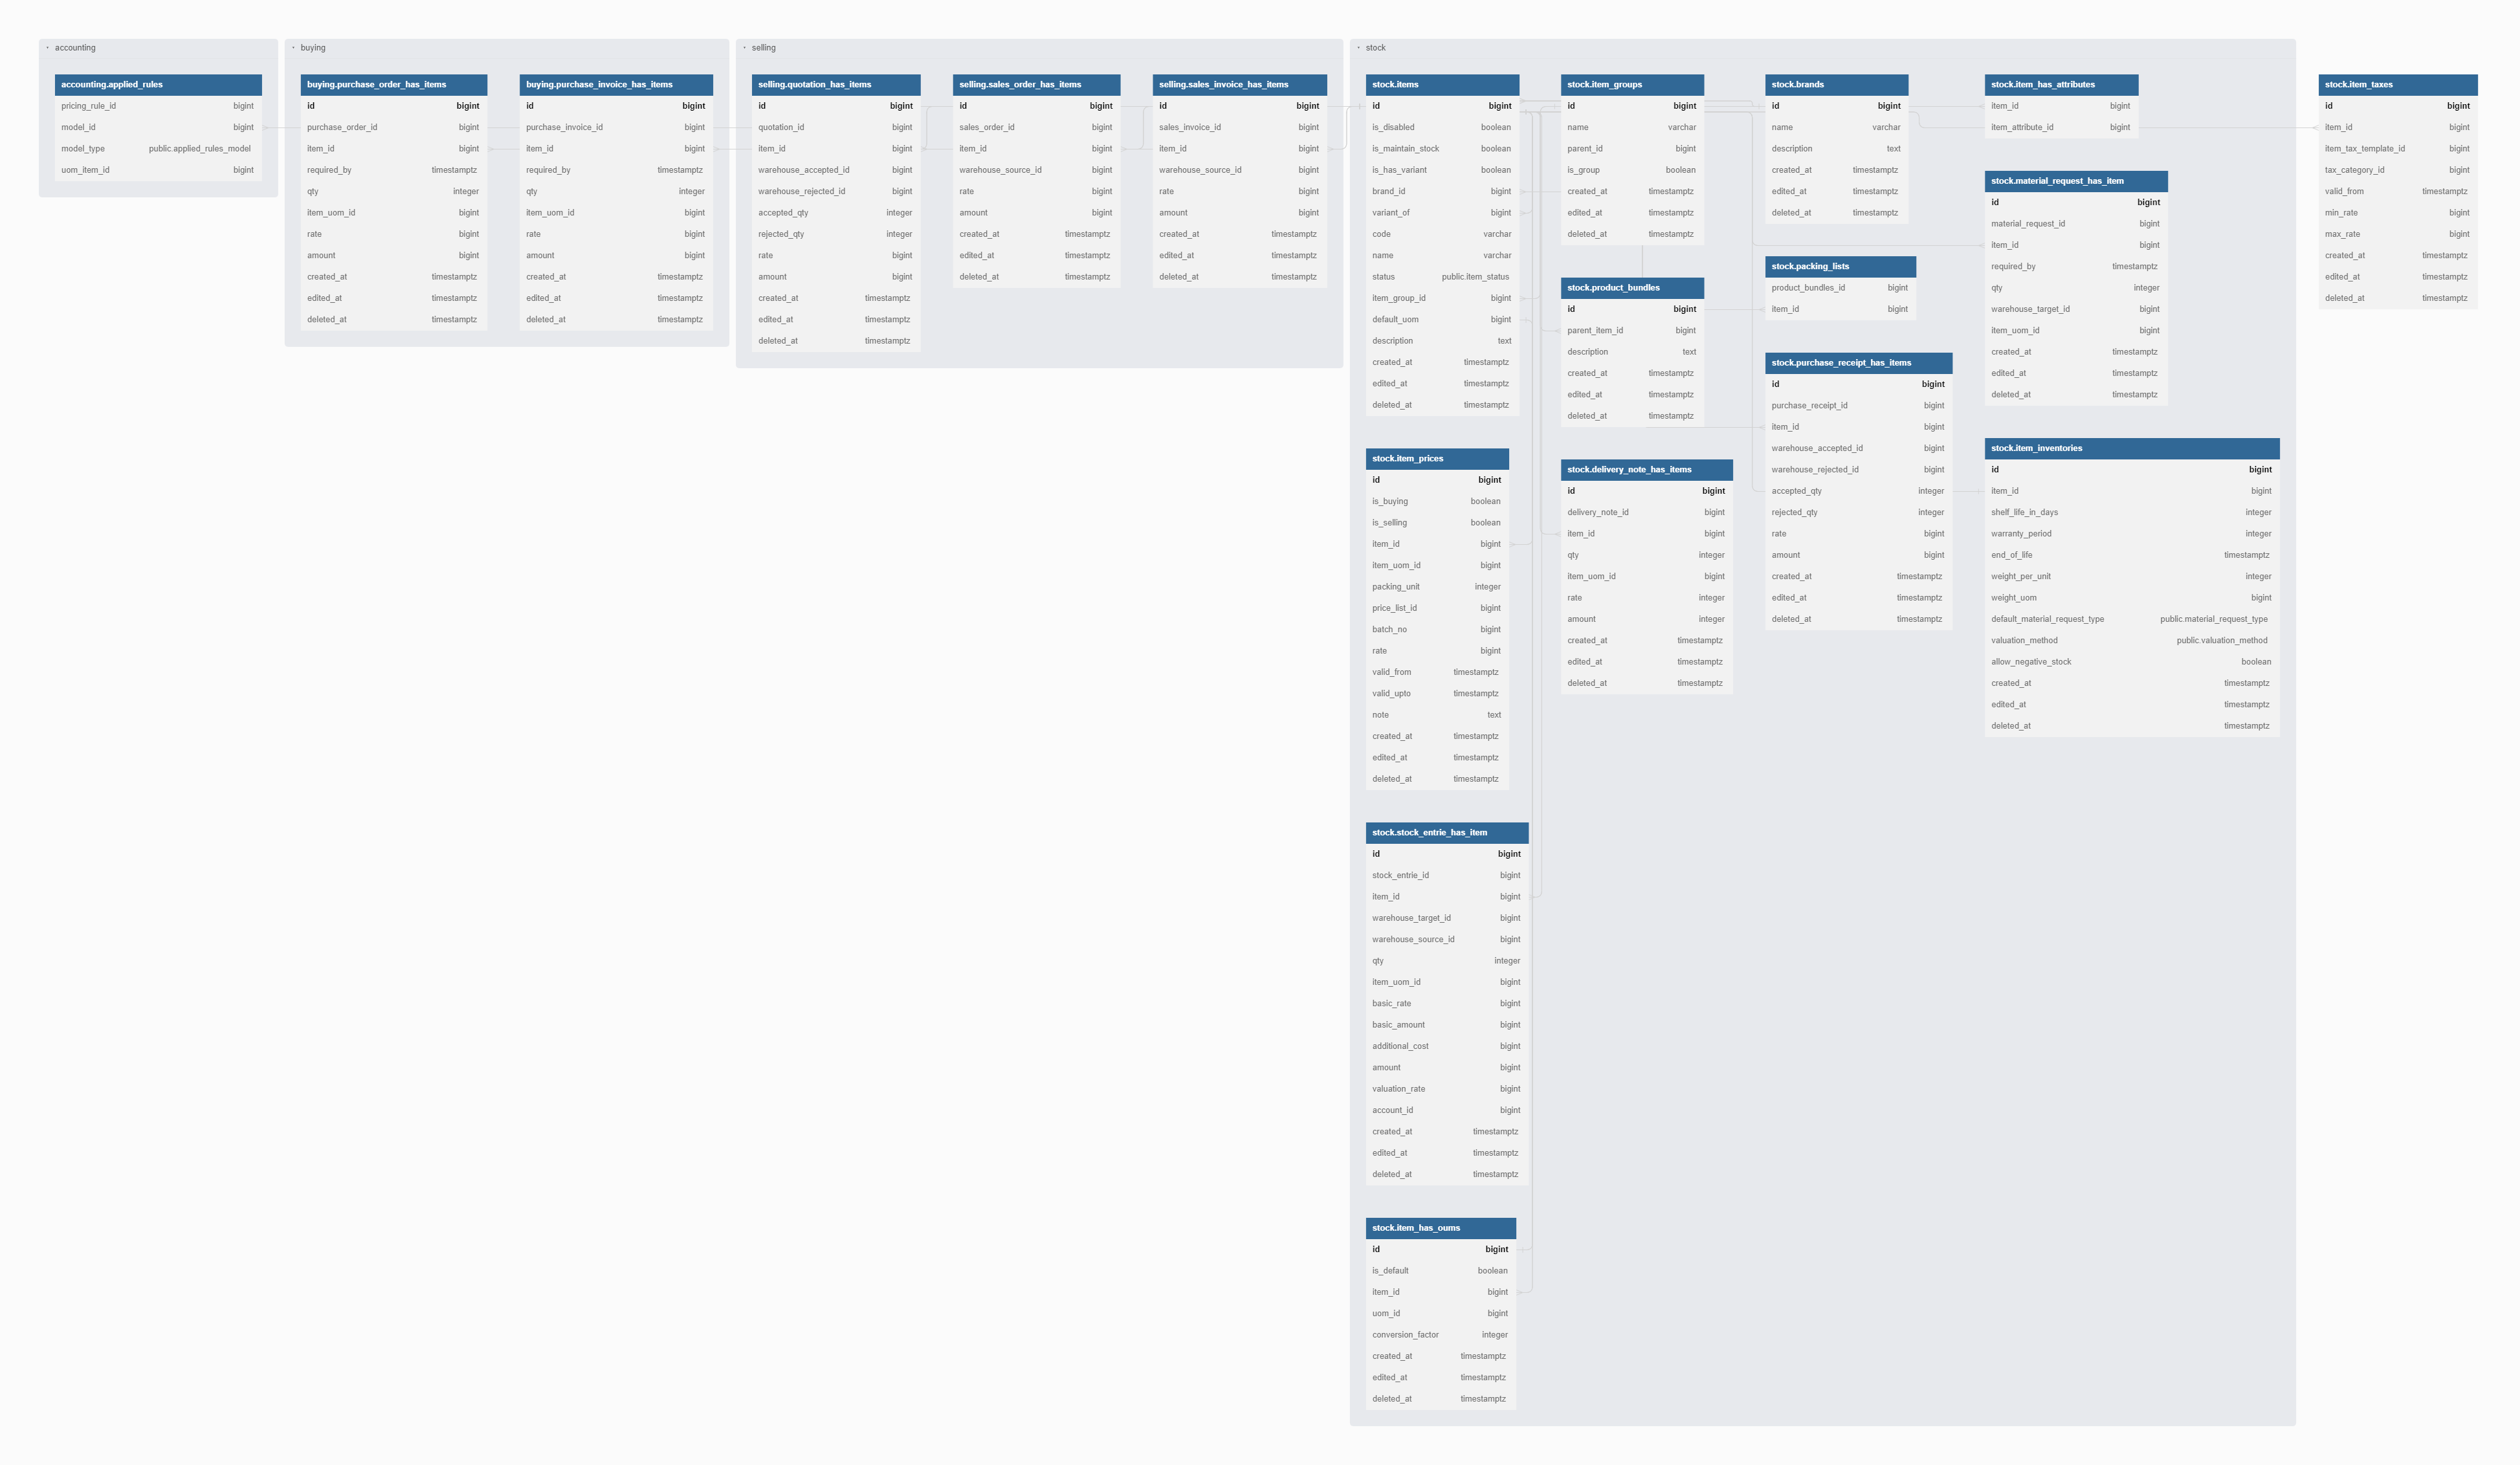 accounting
accounting.applied_rules
pricing_rule_id bigint
model_id bigint
model_type public.applied_rules_model
uom_item_id bigint
buying
buying.purchase_order_has_items
id bigint
purchase_order_id bigint
item_id bigint
required_by timestamptz
qty integer
item_uom_id bigint
rate bigint
amount bigint
created_at timestamptz
edited_at timestamptz
deleted_at timestamptz
buying.purchase_invoice_has_items
id bigint
purchase_invoice_id bigint
item_id bigint
required_by timestamptz
qty integer
item_uom_id bigint
rate bigint
amount bigint
created_at timestamptz
edited_at timestamptz
deleted_at timestamptz
selling
selling.quotation_has_items
id bigint
quotation_id bigint
item_id bigint
warehouse_accepted_id bigint
warehouse_rejected_id bigint
accepted_qty integer
rejected_qty integer
rate bigint
amount bigint
created_at timestamptz
edited_at timestamptz
deleted_at timestamptz
selling.sales_order_has_items
id bigint
sales_order_id bigint
item_id bigint
warehouse_source_id bigint
rate bigint
amount bigint
created_at timestamptz
edited_at timestamptz
deleted_at timestamptz
selling.sales_invoice_has_items
id bigint
sales_invoice_id bigint
item_id bigint
warehouse_source_id bigint
rate bigint
amount bigint
created_at timestamptz
edited_at timestamptz
deleted_at timestamptz
stock
stock.items
id bigint
is_disabled boolean
is_maintain_stock boolean
is_has_variant boolean
brand_id bigint
variant_of bigint
code varchar
name varchar
status public.item_status
item_group_id bigint
default_uom bigint
description text
created_at timestamptz
edited_at timestamptz
deleted_at timestamptz
stock.item_prices
id bigint
is_buying boolean
is_selling boolean
item_id bigint
item_uom_id bigint
packing_unit integer
price_list_id bigint
batch_no bigint
rate bigint
valid_from timestamptz
valid_upto timestamptz
note text
created_at timestamptz
edited_at timestamptz
deleted_at timestamptz
stock.stock_entrie_has_item
id bigint
stock_entrie_id bigint
item_id bigint
warehouse_target_id bigint
warehouse_source_id bigint
qty integer
item_uom_id bigint
basic_rate bigint
basic_amount bigint
additional_cost bigint
amount bigint
valuation_rate bigint
account_id bigint
created_at timestamptz
edited_at timestamptz
deleted_at timestamptz
stock.item_has_oums
id bigint
is_default boolean
item_id bigint
uom_id bigint
conversion_factor integer
created_at timestamptz
edited_at timestamptz
deleted_at timestamptz
stock.item_groups
id bigint
name varchar
parent_id bigint
is_group boolean
created_at timestamptz
edited_at timestamptz
deleted_at timestamptz
stock.product_bundles
id bigint
parent_item_id bigint
description text
created_at timestamptz
edited_at timestamptz
deleted_at timestamptz
stock.delivery_note_has_items
id bigint
delivery_note_id bigint
item_id bigint
qty integer
item_uom_id bigint
rate integer
amount integer
created_at timestamptz
edited_at timestamptz
deleted_at timestamptz
stock.brands
id bigint
name varchar
description text
created_at timestamptz
edited_at timestamptz
deleted_at timestamptz
stock.packing_lists
product_bundles_id bigint
item_id bigint
stock.purchase_receipt_has_items
id bigint
purchase_receipt_id bigint
item_id bigint
warehouse_accepted_id bigint
warehouse_rejected_id bigint
accepted_qty integer
rejected_qty integer
rate bigint
amount bigint
created_at timestamptz
edited_at timestamptz
deleted_at timestamptz
stock.item_has_attributes
item_id bigint
item_attribute_id bigint
stock.material_request_has_item
id bigint
material_request_id bigint
item_id bigint
required_by timestamptz
qty integer
warehouse_target_id bigint
item_uom_id bigint
created_at timestamptz
edited_at timestamptz
deleted_at timestamptz
stock.item_inventories
id bigint
item_id bigint
shelf_life_in_days integer
warranty_period integer
end_of_life timestamptz
weight_per_unit integer
weight_uom bigint
default_material_request_type public.material_request_type
valuation_method public.valuation_method
allow_negative_stock boolean
created_at timestamptz
edited_at timestamptz
deleted_at timestamptz
stock.item_taxes
id bigint
item_id bigint
item_tax_template_id bigint
tax_category_id bigint
valid_from timestamptz
min_rate bigint
max_rate bigint
created_at timestamptz
edited_at timestamptz
deleted_at timestamptz